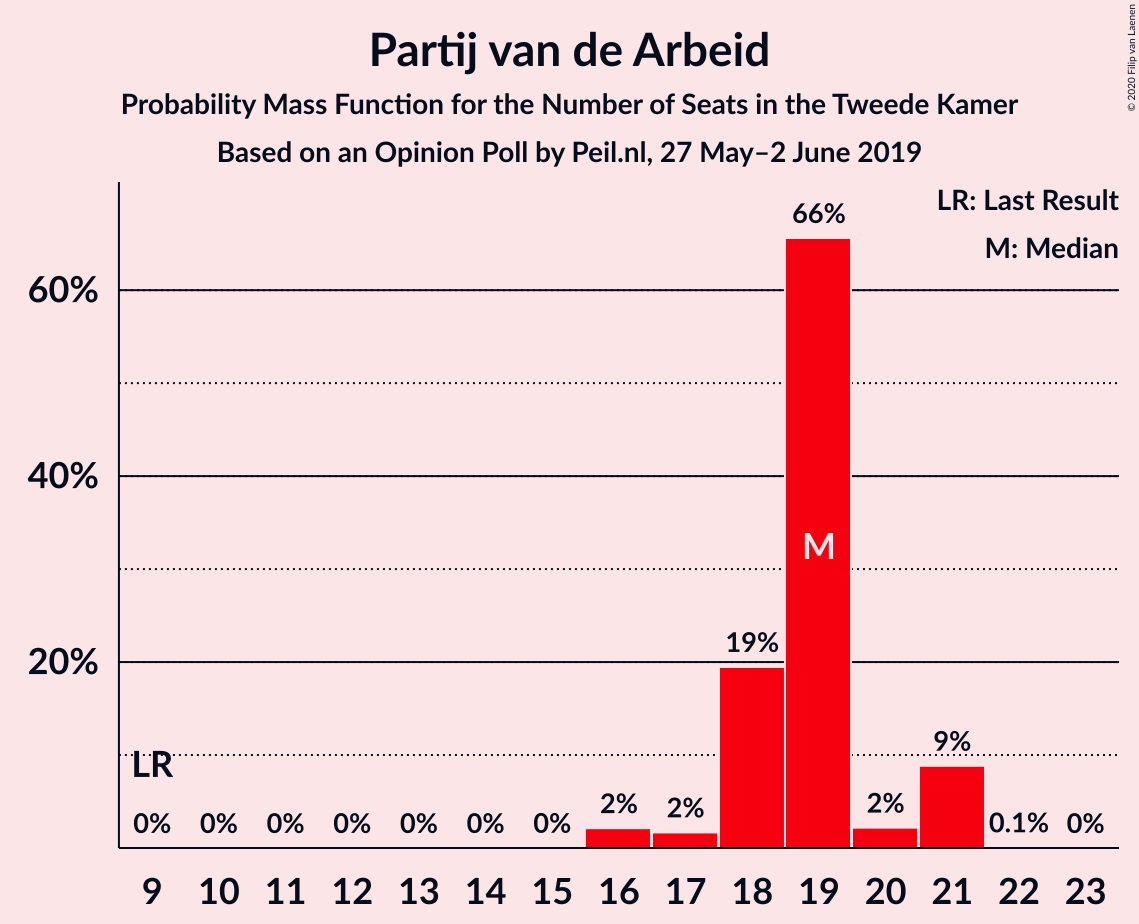 Partij van de Arbeid
Probability Mass Function for the Number of Seats in the Tweede Kamer
Based on an Opinion Poll by Peil.nl, 27 May–2 June 2019
© 2020 Filip van Laenen
LR: Last Result
M: Median
66%
60%
40%
M
19%
20%
9%
LR
0% 0% 0% 0% 0% 0% 0% 2% 2% 2% 0.1% 0%
9 10 11 12 13 14 15 16 17 18 19 20 21 22 23